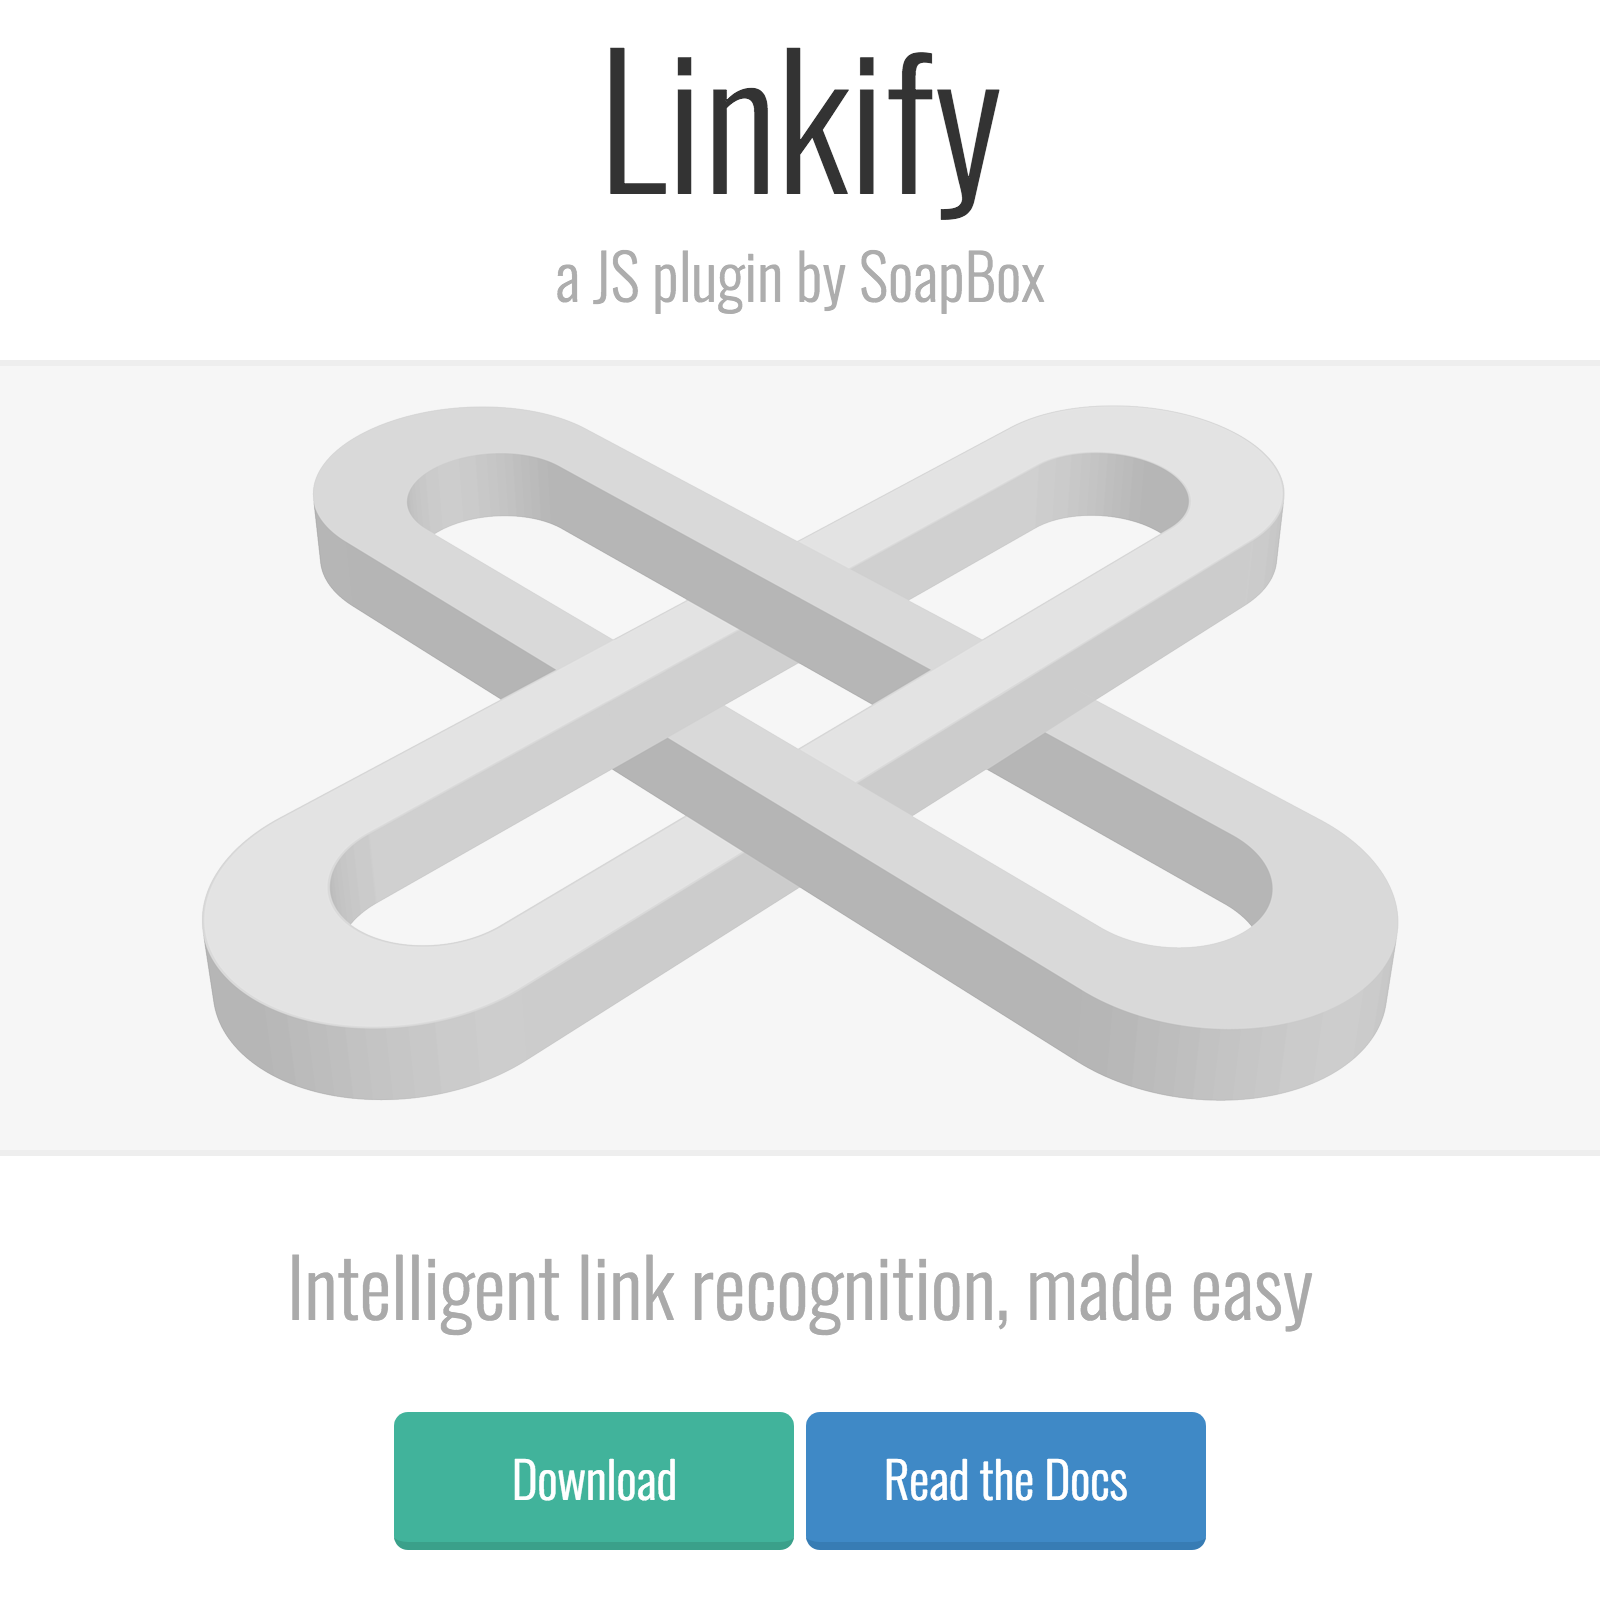 Linkify
a JS plugin by SoapBox
Intelligent link recognition, made easy
Download
Read the Docs